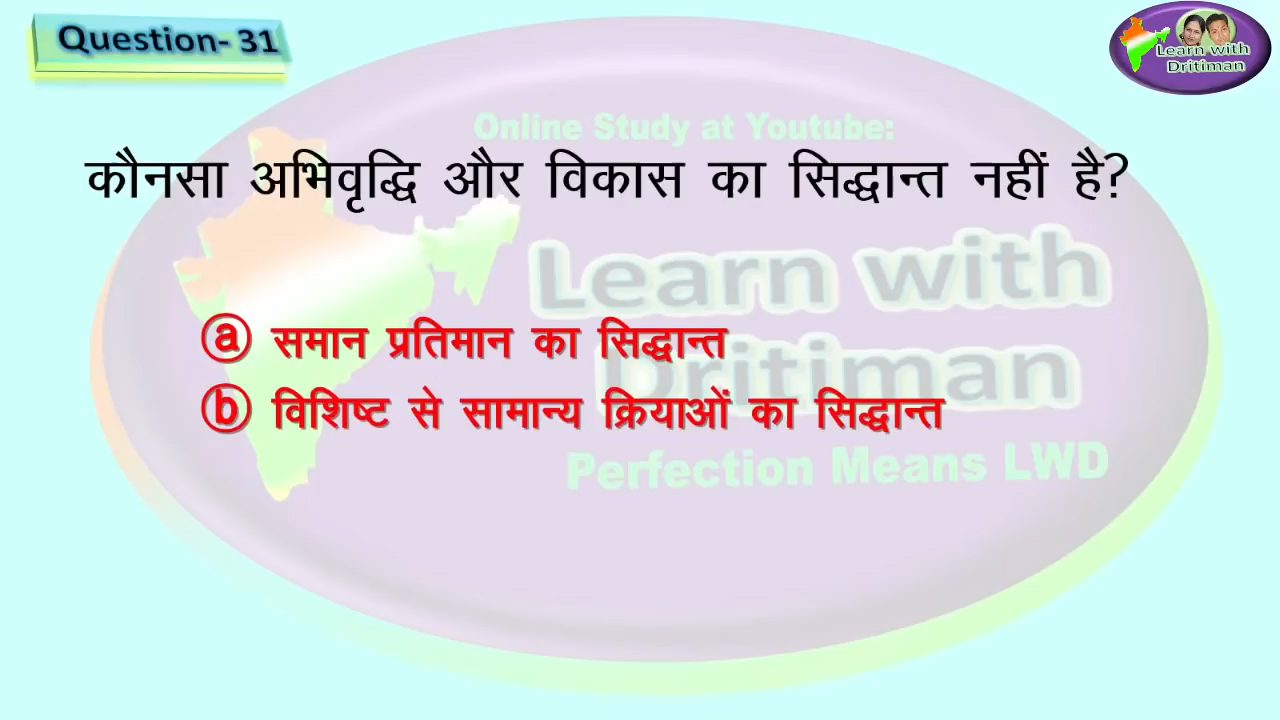 Question- 31
Learn with
Dritiman
Online Study at Youtube:
कौनसा अभिवृद्धि और विकास का सिद्धान्त नहीं है?
Learn with
ⓐ समान प्रतिमान का सिद्धान्त
Dritiman
ⓑ विशिष्ट से सामान्य क्रियाओं का सिद्धान्त
Perfection Means LWD